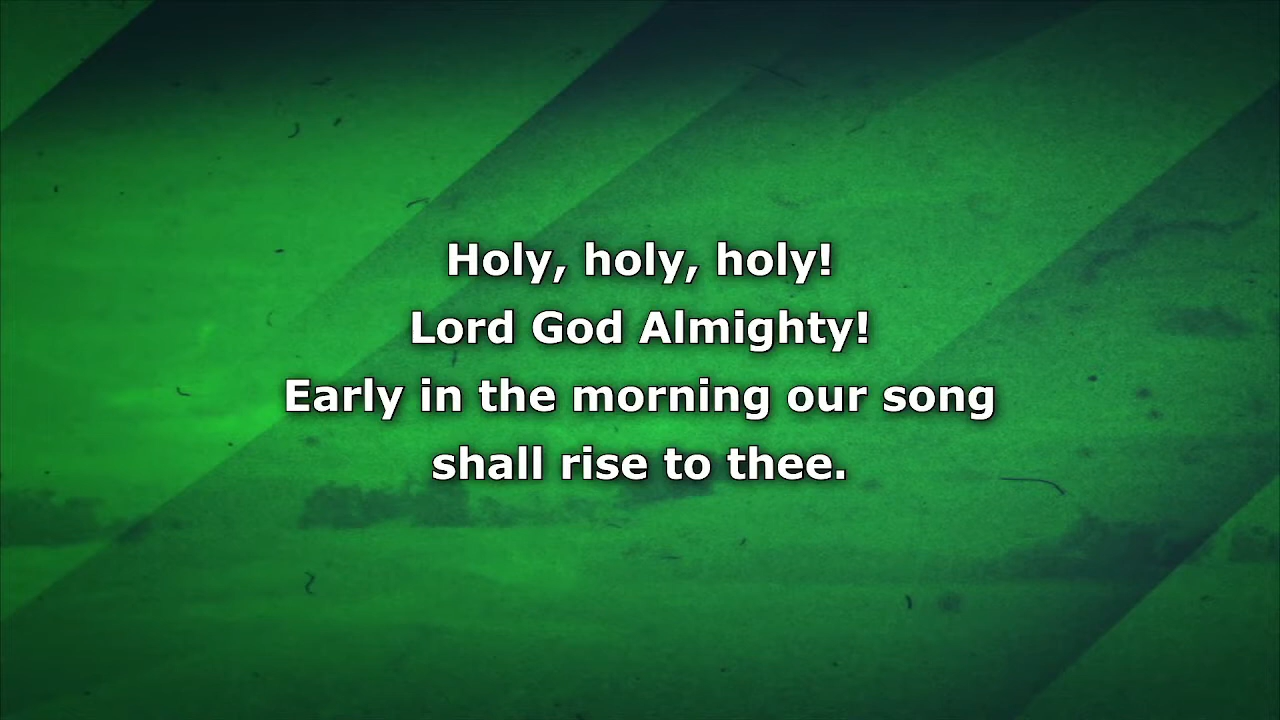 Holy, holy, holy!
Lord God Almighty!
Early in the morning our song
shall rise to thee.